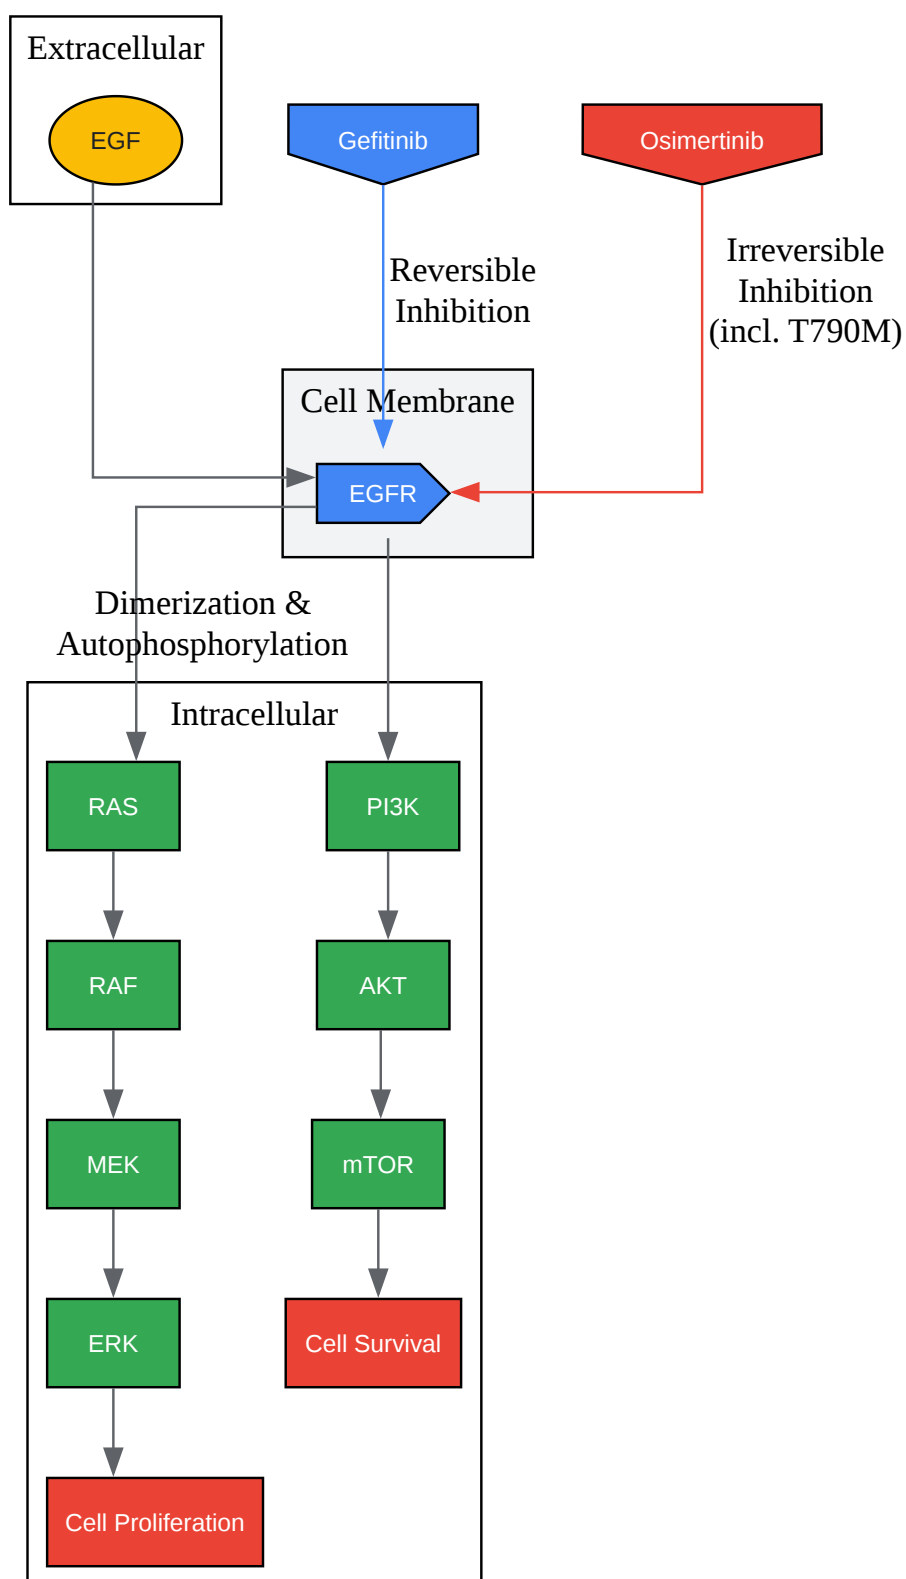 Extracellular
EGF
Gefitinib
Osimertinib
Reversible
Inhibition
Irreversible
Inhibition
(incl. T790M)
Cell Membrane
EGFR
Dimerization &
Autophosphorylation
Intracellular
RAS
PI3K
RAF
AKT
MEK
mTOR
ERK
Cell Survival
Cell Proliferation